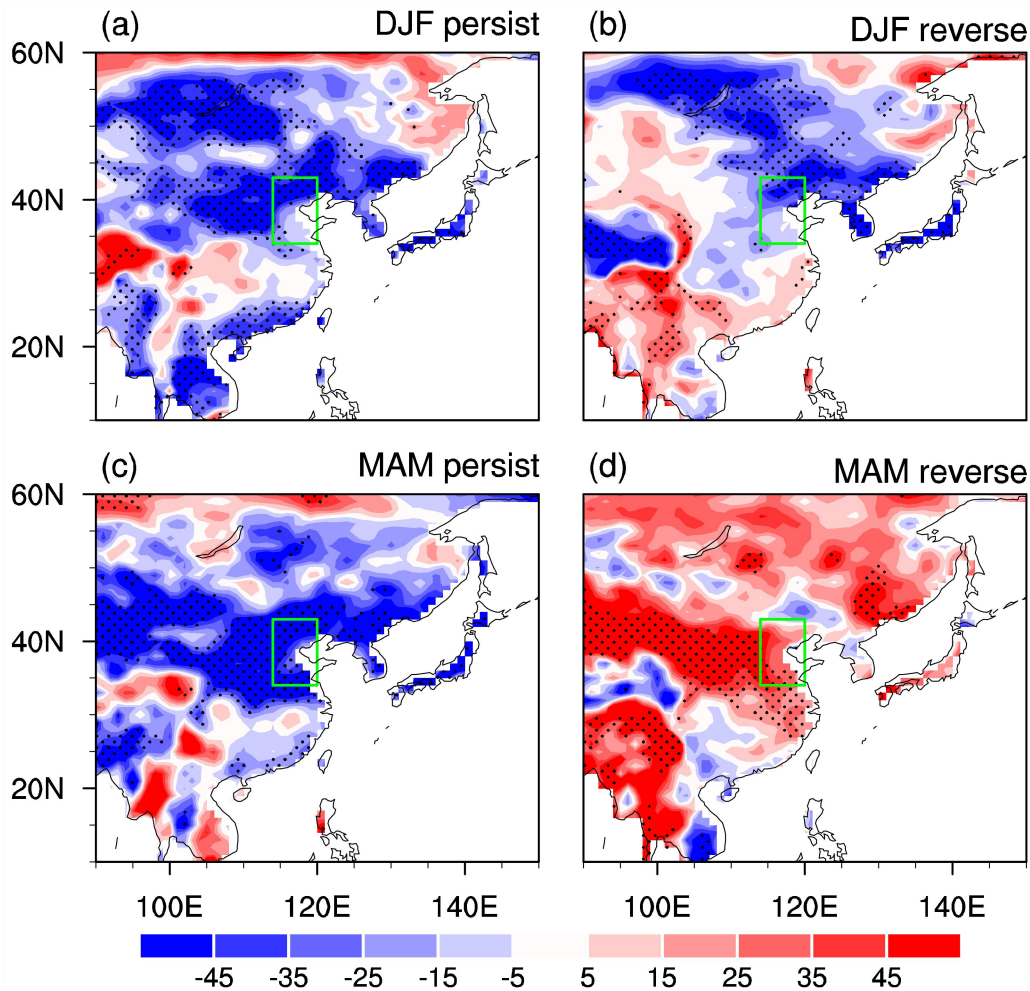 (a) DJF persist
(b) DJF reverse
60N
40N
20N
(c) MAM persist
(d) MAM reverse
60N
40N
20N
100E 120E 140E 100E 120E 140E
-45 -35 -25 -15 -5 5 15 25 35 45